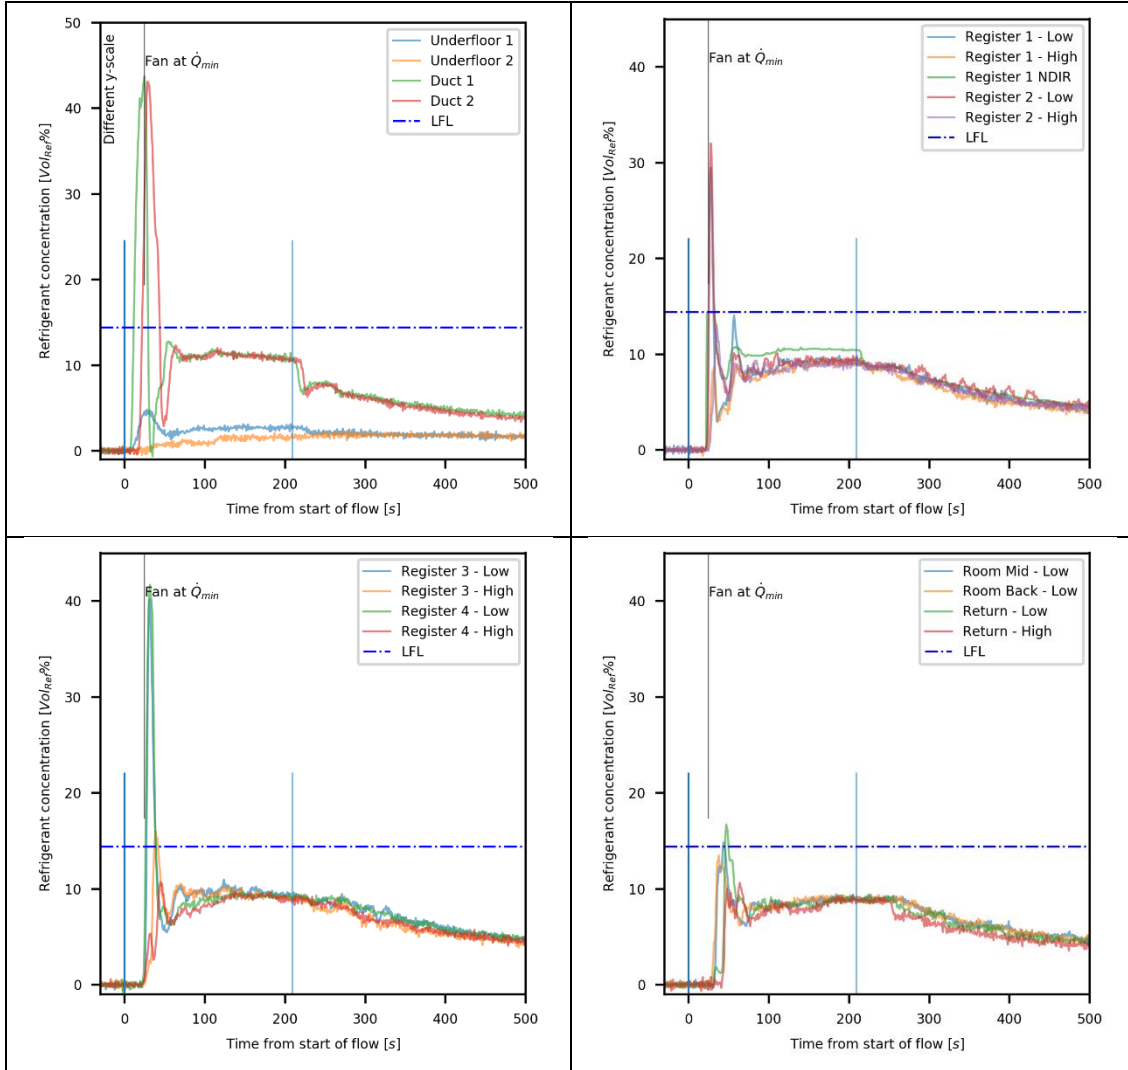 Different y-scale
Fan at Q̇min
Underfloor 1
Underfloor 2
Duct 1
Duct 2
LFL
Refrigerant concentration [VolRef%]
50
40
30
20
10
0
0 100 200 300 400 500
Time from start of flow [s]
Fan at Q̇min
Register 1 - Low
Register 1 - High
Register 1 NDIR
Register 2 - Low
Register 2 - High
LFL
Refrigerant concentration [VolRef%]
40
30
20
10
0
0 100 200 300 400 500
Time from start of flow [s]
Fan at Q̇min
Register 3 - Low
Register 3 - High
Register 4 - Low
Register 4 - High
LFL
Refrigerant concentration [VolRef%]
40
30
20
10
0
0 100 200 300 400 500
Time from start of flow [s]
Fan at Q̇min
Room Mid - Low
Room Back - Low
Return - Low
Return - High
LFL
Refrigerant concentration [VolRef%]
40
30
20
10
0
0 100 200 300 400 500
Time from start of flow [s]